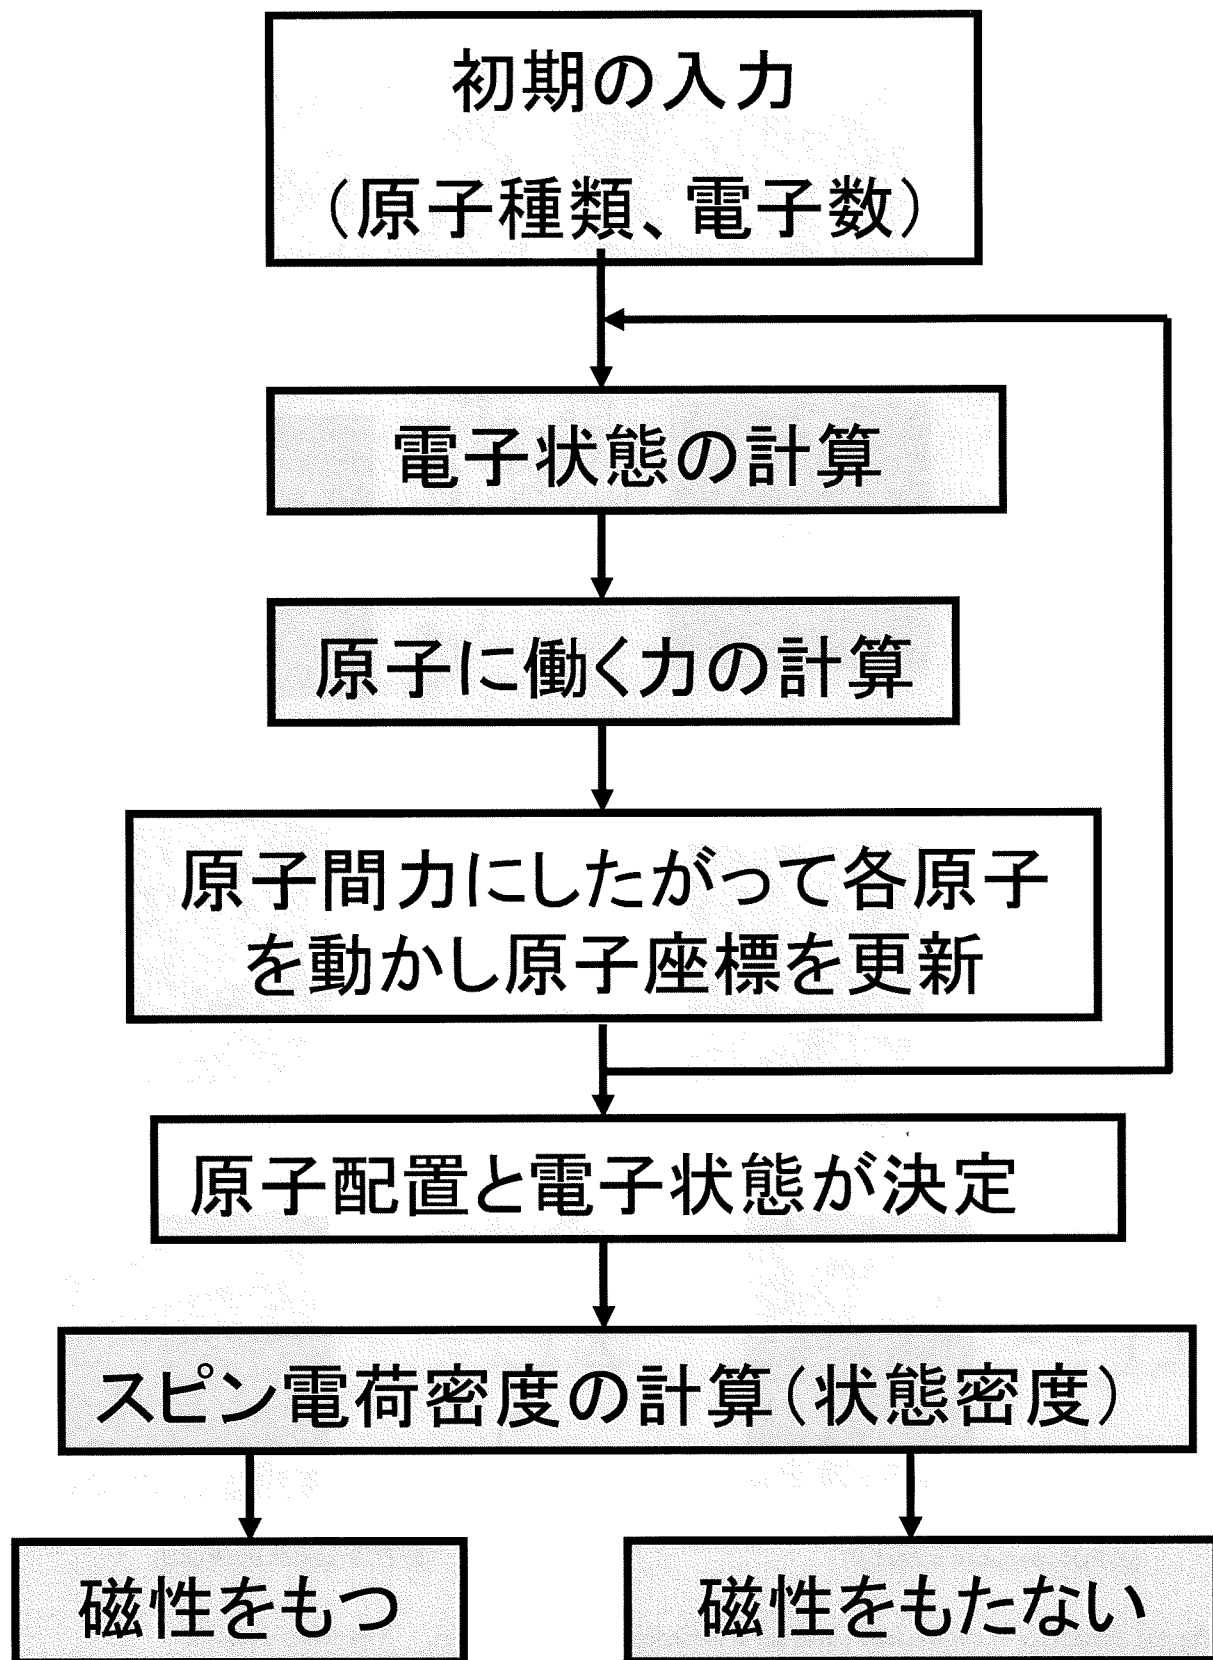 初期の入力
（原子種類、電子数）
電子状態の計算
原子に働く力の計算
原子間力にしたがって各原子
を動かし原子座標を更新
原子配置と電子状態が決定
スピン電荷密度の計算（状態密度）
磁性をもつ
磁性をもたない